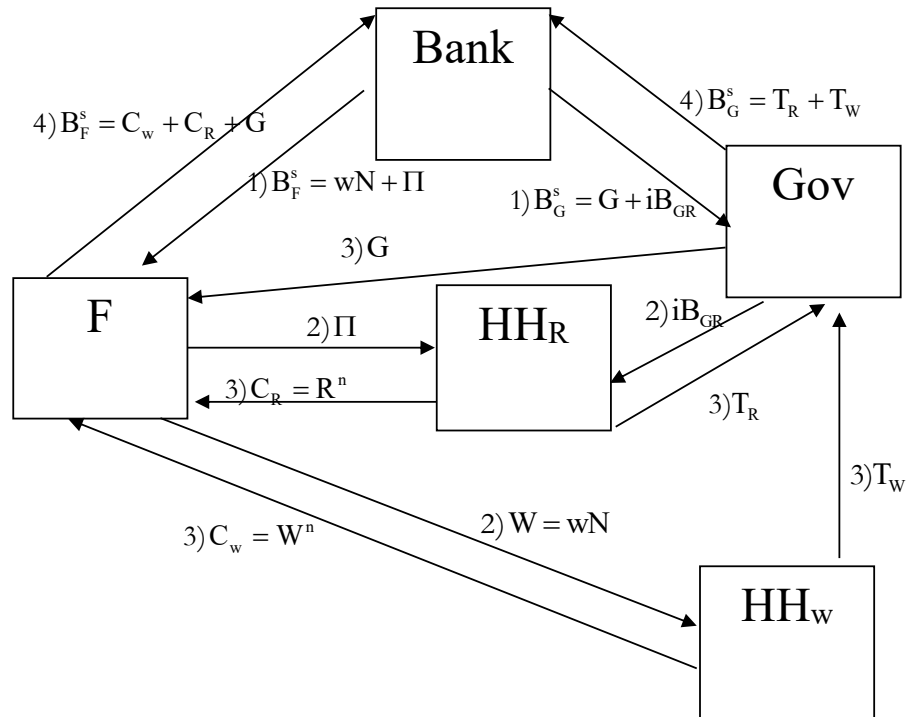 Bank
4) B_F^s = C_w + C_R + G
4) B_G^s = T_R + T_W
1) B_F^s = wN + Π
Gov
1) B_G^s = G + iB_GR
3) G
F
HH_R
2) Π
2) iB_GR
3) C_R = R^n
3) T_R
3) T_W
2) W = wN
3) C_w = W^n
HH_w